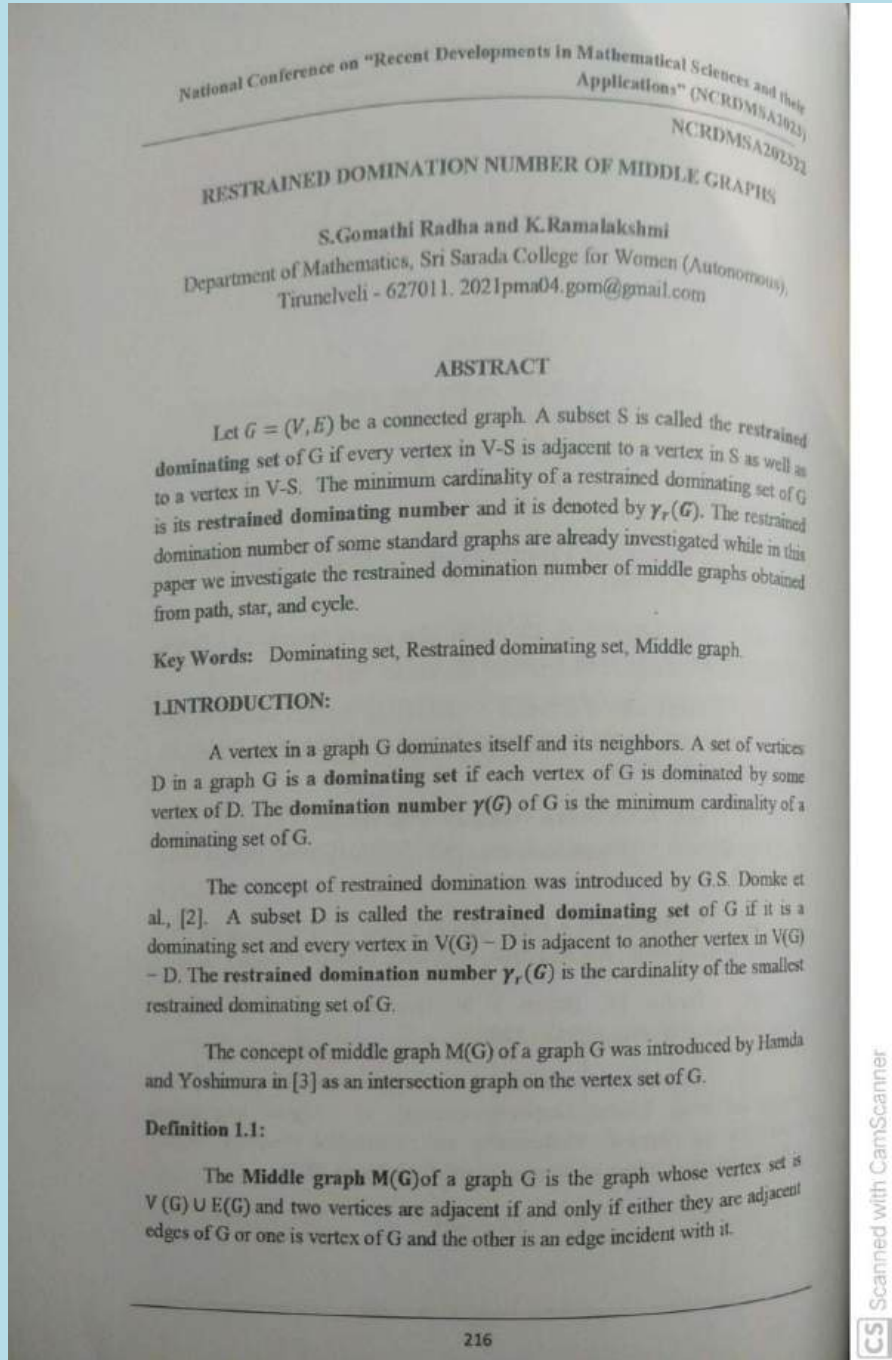 National Conference on "Recent Developments in Mathematical Sciences and their
Applications" (NCRDMSA2023)
NCRDMSA202322
RESTRAINED DOMINATION NUMBER OF MIDDLE GRAPHS
S.Gomathi Radha and K.Ramalakshmi
Department of Mathematics, Sri Sarada College for Women (Autonomous),
Tirunelveli - 627011. 2021pma04.gom@gmail.com
ABSTRACT
Let G = (V, E) be a connected graph. A subset S is called the restrained
dominating set of G if every vertex in V-S is adjacent to a vertex in S as well as
to a vertex in V-S. The minimum cardinality of a restrained dominating set of G
is its restrained dominating number and it is denoted by γᵣ(G). The restrained
domination number of some standard graphs are already investigated while in this
paper we investigate the restrained domination number of middle graphs obtained
from path, star, and cycle.
Key Words: Dominating set, Restrained dominating set, Middle graph.
1.INTRODUCTION:
A vertex in a graph G dominates itself and its neighbors. A set of vertices
D in a graph G is a dominating set if each vertex of G is dominated by some
vertex of D. The domination number γ(G) of G is the minimum cardinality of a
dominating set of G.
The concept of restrained domination was introduced by G.S. Domke et
al., [2]. A subset D is called the restrained dominating set of G if it is a
dominating set and every vertex in V(G) – D is adjacent to another vertex in V(G)
– D. The restrained domination number γᵣ(G) is the cardinality of the smallest
restrained dominating set of G.
The concept of middle graph M(G) of a graph G was introduced by Hamda
and Yoshimura in [3] as an intersection graph on the vertex set of G.
Definition 1.1:
The Middle graph M(G)of a graph G is the graph whose vertex set is
V (G) ∪ E(G) and two vertices are adjacent if and only if either they are adjacent
edges of G or one is vertex of G and the other is an edge incident with it.
216
CS Scanned with CamScanner